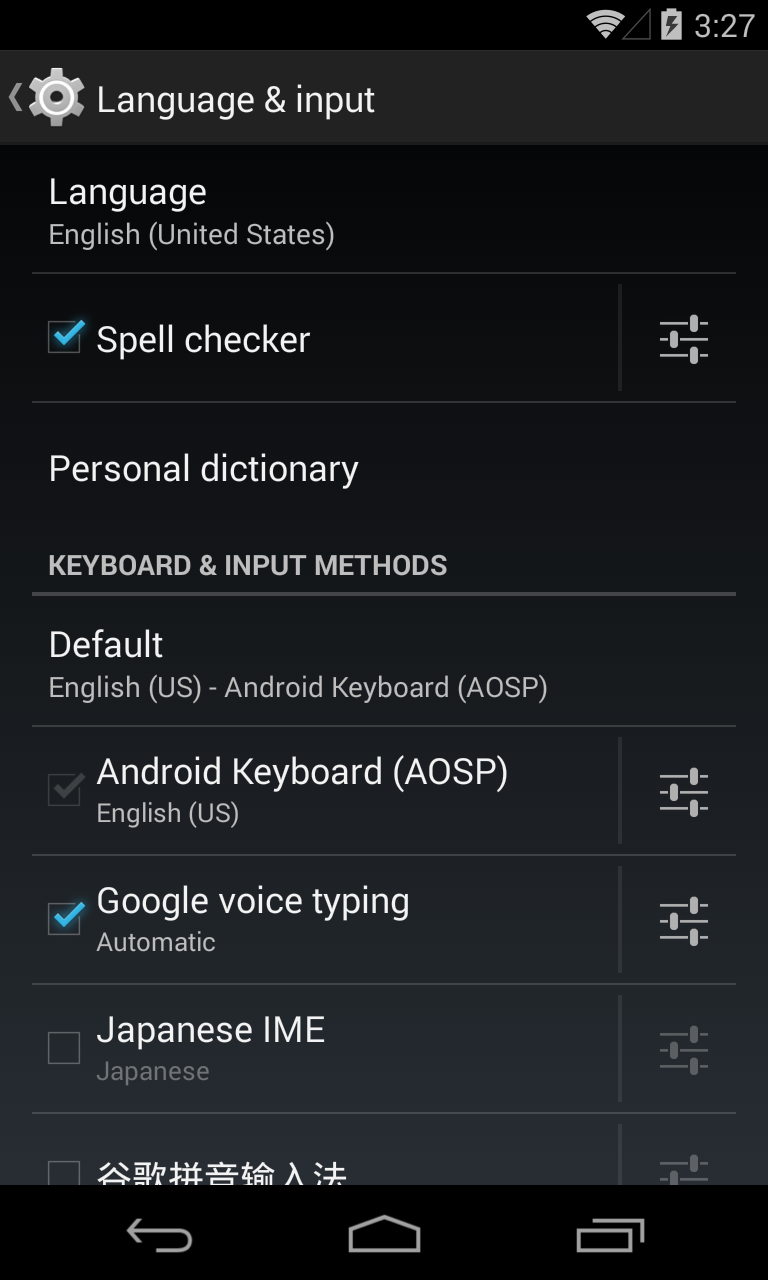 3:27
Language & input
Language
English (United States)
Spell checker
Personal dictionary
KEYBOARD & INPUT METHODS
Default
English (US) - Android Keyboard (AOSP)
Android Keyboard (AOSP)
English (US)
Google voice typing
Automatic
Japanese IME
Japanese
谷歌拼音输入法